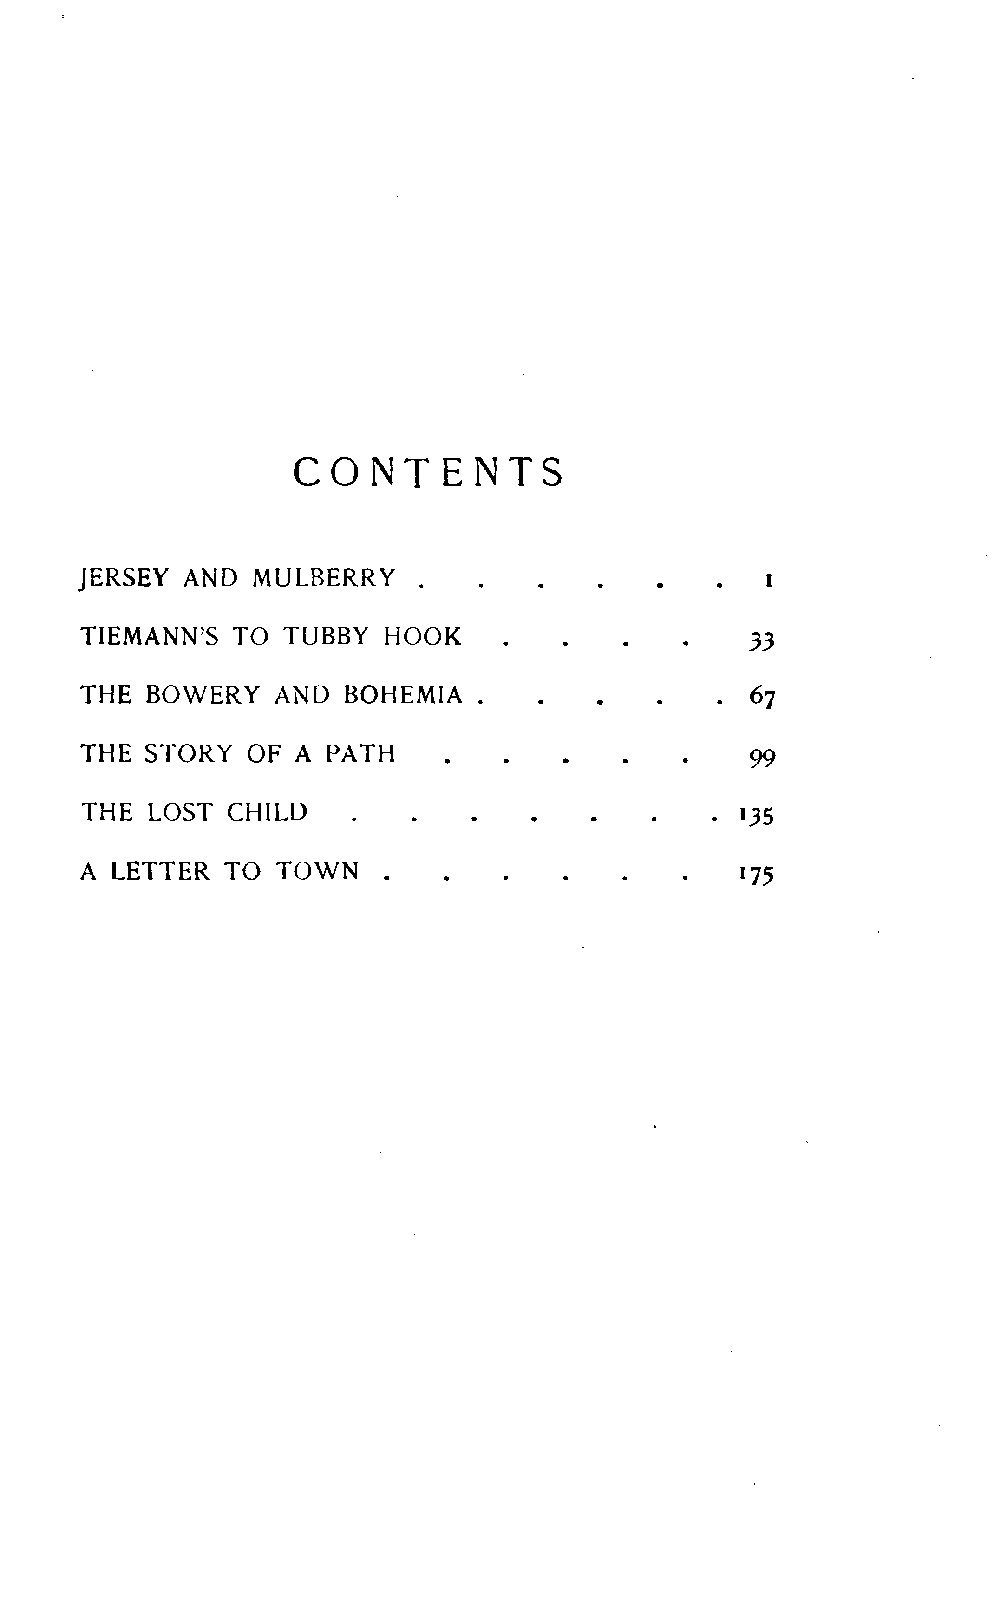 CONTENTS
JERSEY AND MULBERRY . . . . . . 1
TIEMANN'S TO TUBBY HOOK . . . . 33
THE BOWERY AND BOHEMIA . . . . . 67
THE STORY OF A PATH . . . . . 99
THE LOST CHILD . . . . . . . 135
A LETTER TO TOWN . . . . . . 175